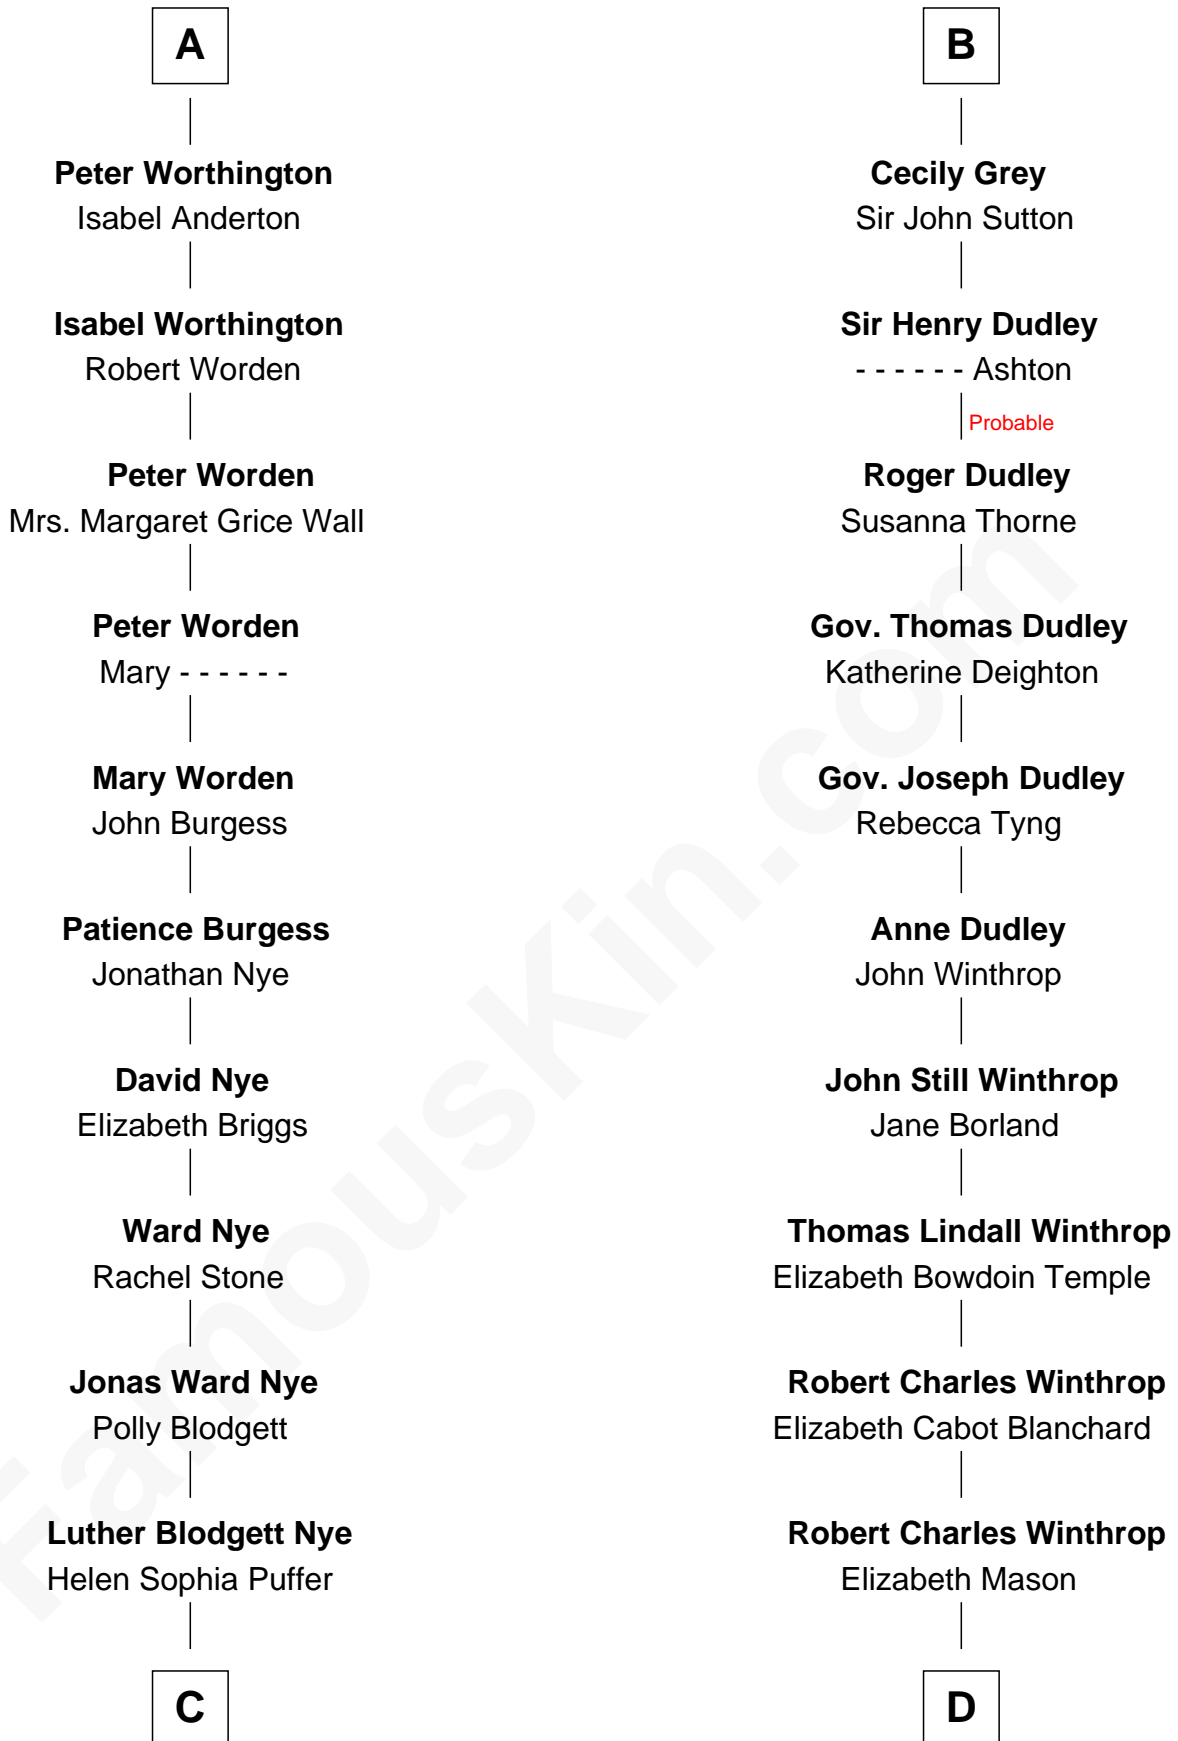 A
Peter Worthington
Isabel Anderton
Isabel Worthington
Robert Worden
Peter Worden
Mrs. Margaret Grice Wall
Peter Worden
Mary - - - - - -
Mary Worden
John Burgess
Patience Burgess
Jonathan Nye
David Nye
Elizabeth Briggs
Ward Nye
Rachel Stone
Jonas Ward Nye
Polly Blodgett
Luther Blodgett Nye
Helen Sophia Puffer
C
B
Cecily Grey
Sir John Sutton
Sir Henry Dudley
- - - - - - Ashton
Probable
Roger Dudley
Susanna Thorne
Gov. Thomas Dudley
Katherine Deighton
Gov. Joseph Dudley
Rebecca Tyng
Anne Dudley
John Winthrop
John Still Winthrop
Jane Borland
Thomas Lindall Winthrop
Elizabeth Bowdoin Temple
Robert Charles Winthrop
Elizabeth Cabot Blanchard
Robert Charles Winthrop
Elizabeth Mason
D
FamousKin.com